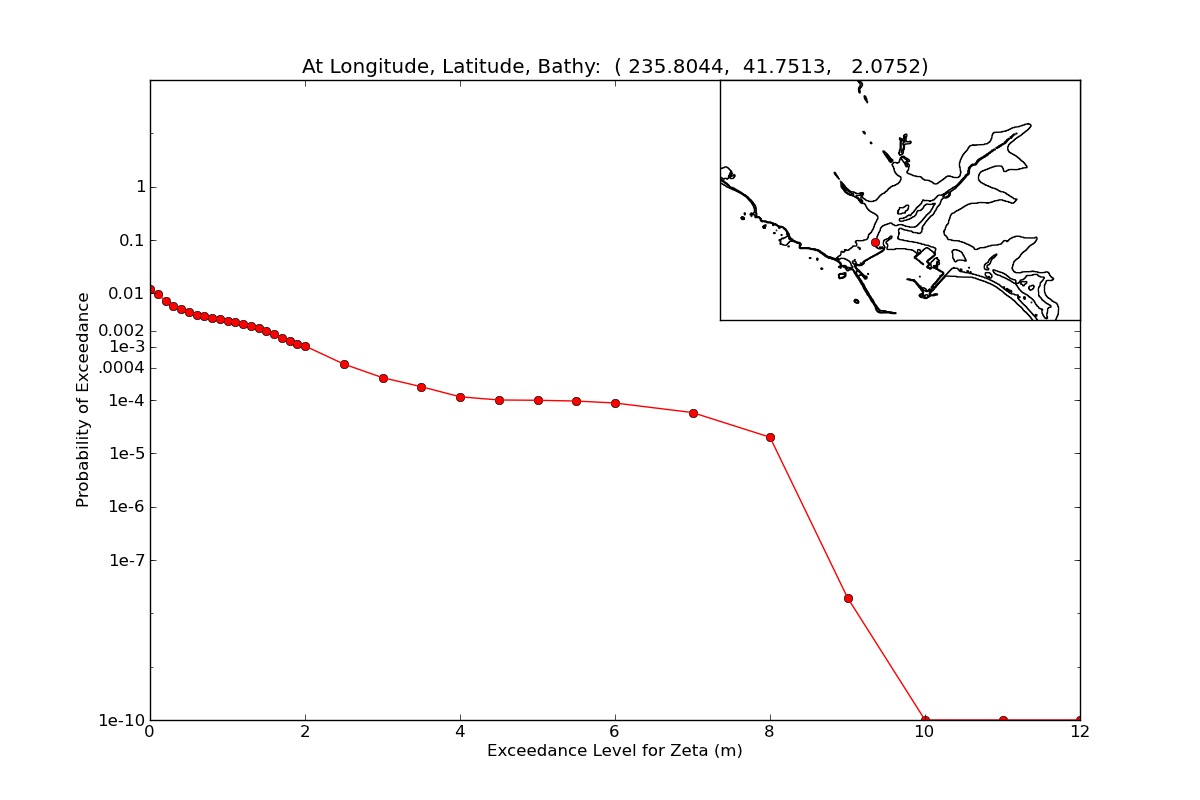 At Longitude, Latitude, Bathy:  ( 235.8044,  41.7513,   2.0752)
1
0.1
0.01
0.002
1e-3
.0004
1e-4
1e-5
1e-6
1e-7
1e-10
Probability of Exceedance
0 2 4 6 8 10 12
Exceedance Level for Zeta (m)